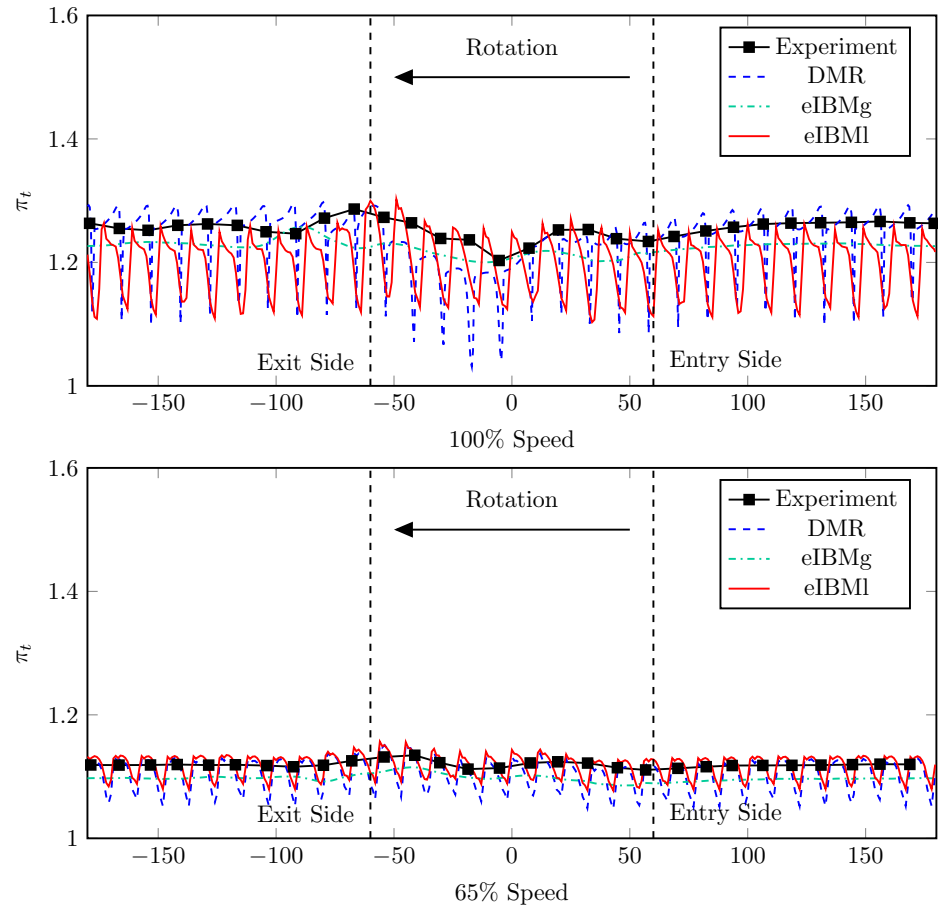 1.6
Rotation
Experiment
DMR
eIBMg
eIBMl
1.4
π_t
1.2
Exit Side
Entry Side
1
−150 −100 −50 0 50 100 150
100% Speed
1.6
Rotation
Experiment
DMR
eIBMg
eIBMl
1.4
π_t
1.2
Exit Side
Entry Side
1
−150 −100 −50 0 50 100 150
65% Speed